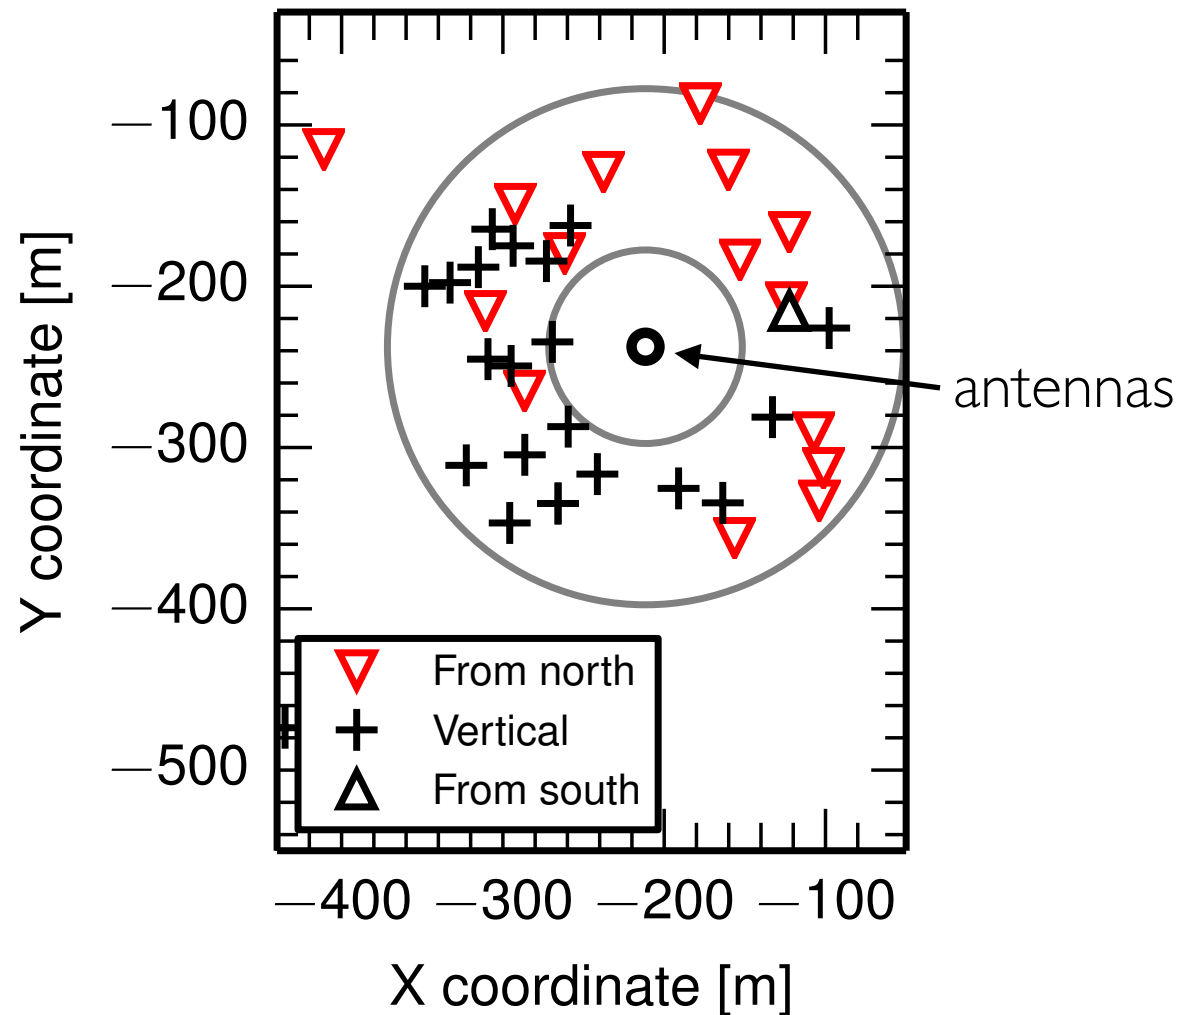 −100
−200
−300
−400
−500
Y coordinate [m]
antennas
From north
Vertical
From south
−400 −300 −200 −100
X coordinate [m]